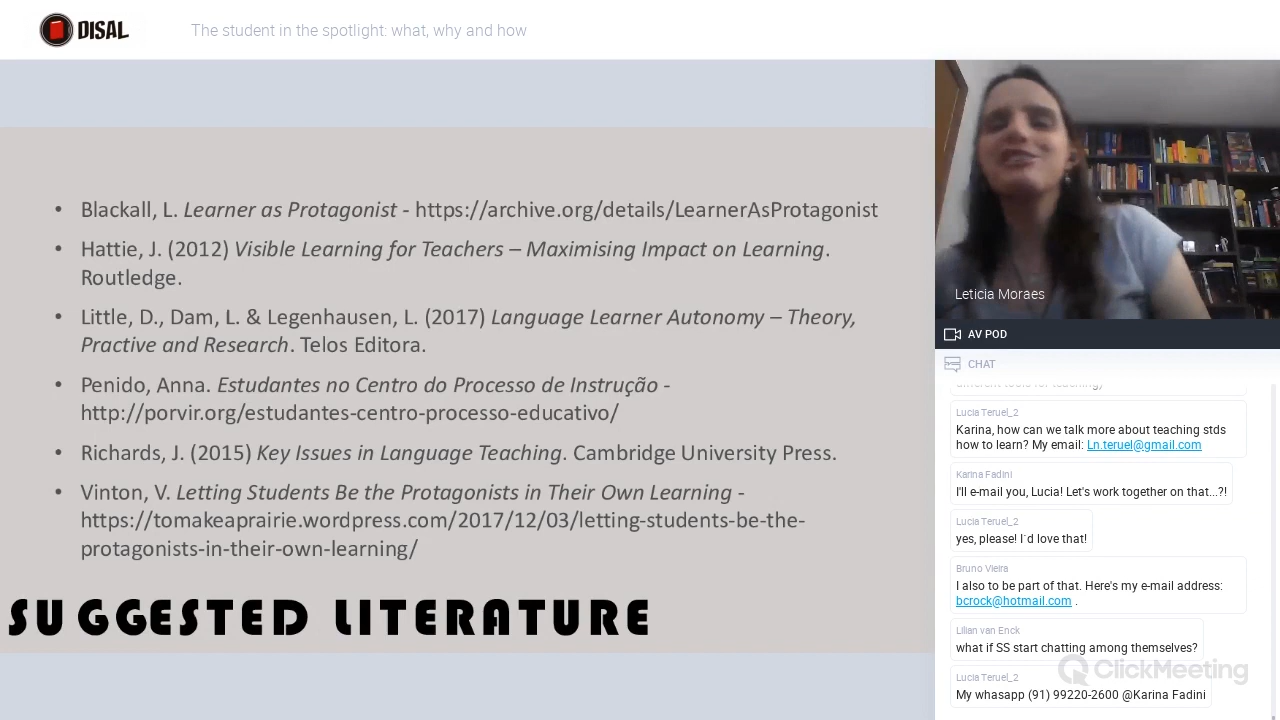 DISAL
The student in the spotlight: what, why and how
• Blackall, L. Learner as Protagonist - https://archive.org/details/LearnerAsProtagonist
• Hattie, J. (2012) Visible Learning for Teachers – Maximising Impact on Learning.
Routledge.
• Little, D., Dam, L. & Legenhausen, L. (2017) Language Learner Autonomy – Theory,
Practive and Research. Telos Editora.
• Penido, Anna. Estudantes no Centro do Processo de Instrução -
http://porvir.org/estudantes-centro-processo-educativo/
• Richards, J. (2015) Key Issues in Language Teaching. Cambridge University Press.
• Vinton, V. Letting Students Be the Protagonists in Their Own Learning -
https://tomakeaprairie.wordpress.com/2017/12/03/letting-students-be-the-
protagonists-in-their-own-learning/
SUGGESTED LITERATURE
Leticia Moraes
AV POD
CHAT
different tools for teaching)
Lucia Teruel_2
Karina, how can we talk more about teaching stds
how to learn? My email: Ln.teruel@gmail.com
Karina Fadini
I'll e-mail you, Lucia! Let's work together on that...?!
Lucia Teruel_2
yes, please! I´d love that!
Bruno Vieira
I also to be part of that. Here's my e-mail address:
bcrock@hotmail.com .
Lilian van Enck
what if SS start chatting among themselves?
ClickMeeting
Lucia Teruel_2
My whasapp (91) 99220-2600 @Karina Fadini